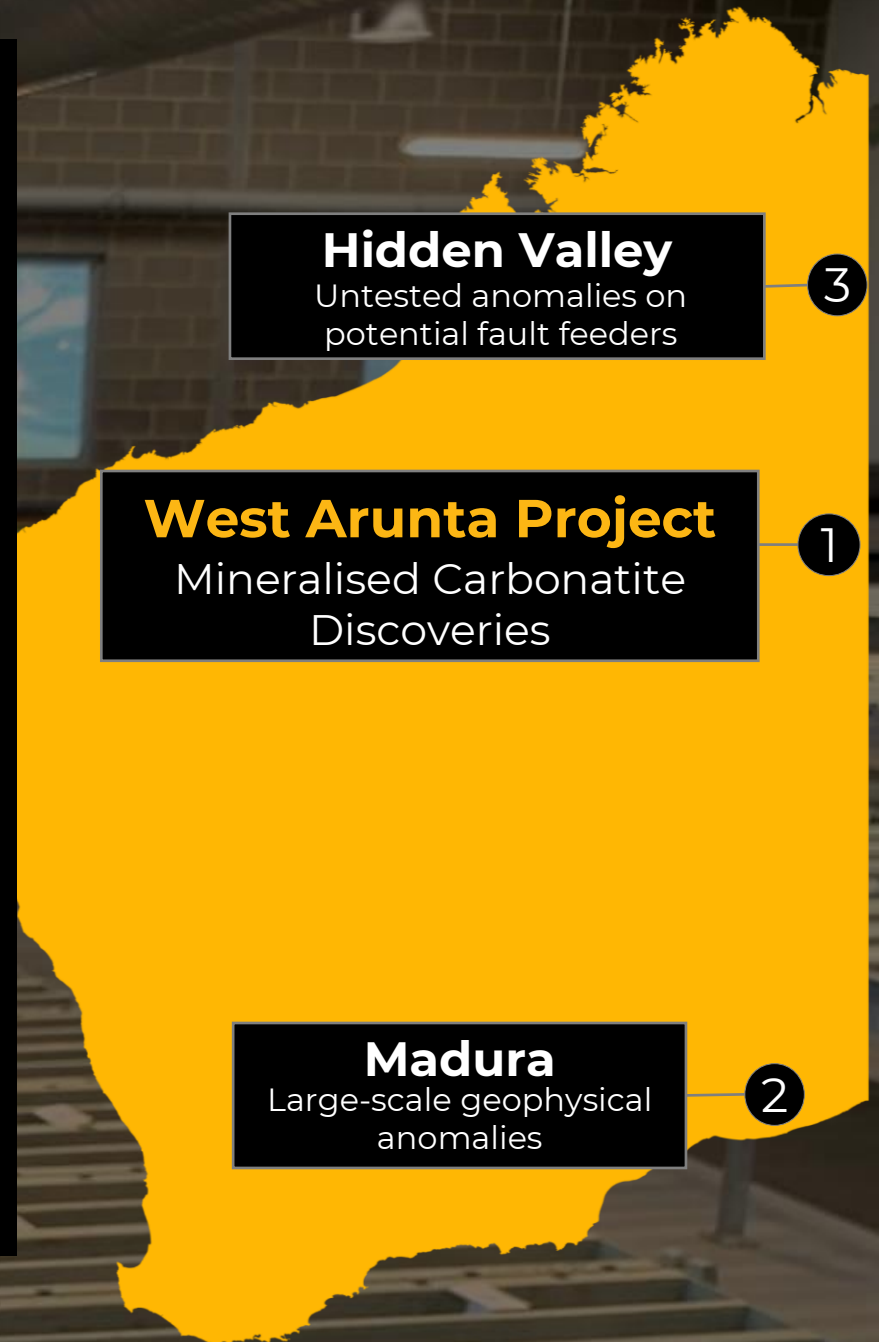 Hidden Valley
Untested anomalies on
potential fault feeders
3
West Arunta Project
Mineralised Carbonatite
Discoveries
1
Madura
Large-scale geophysical
anomalies
2